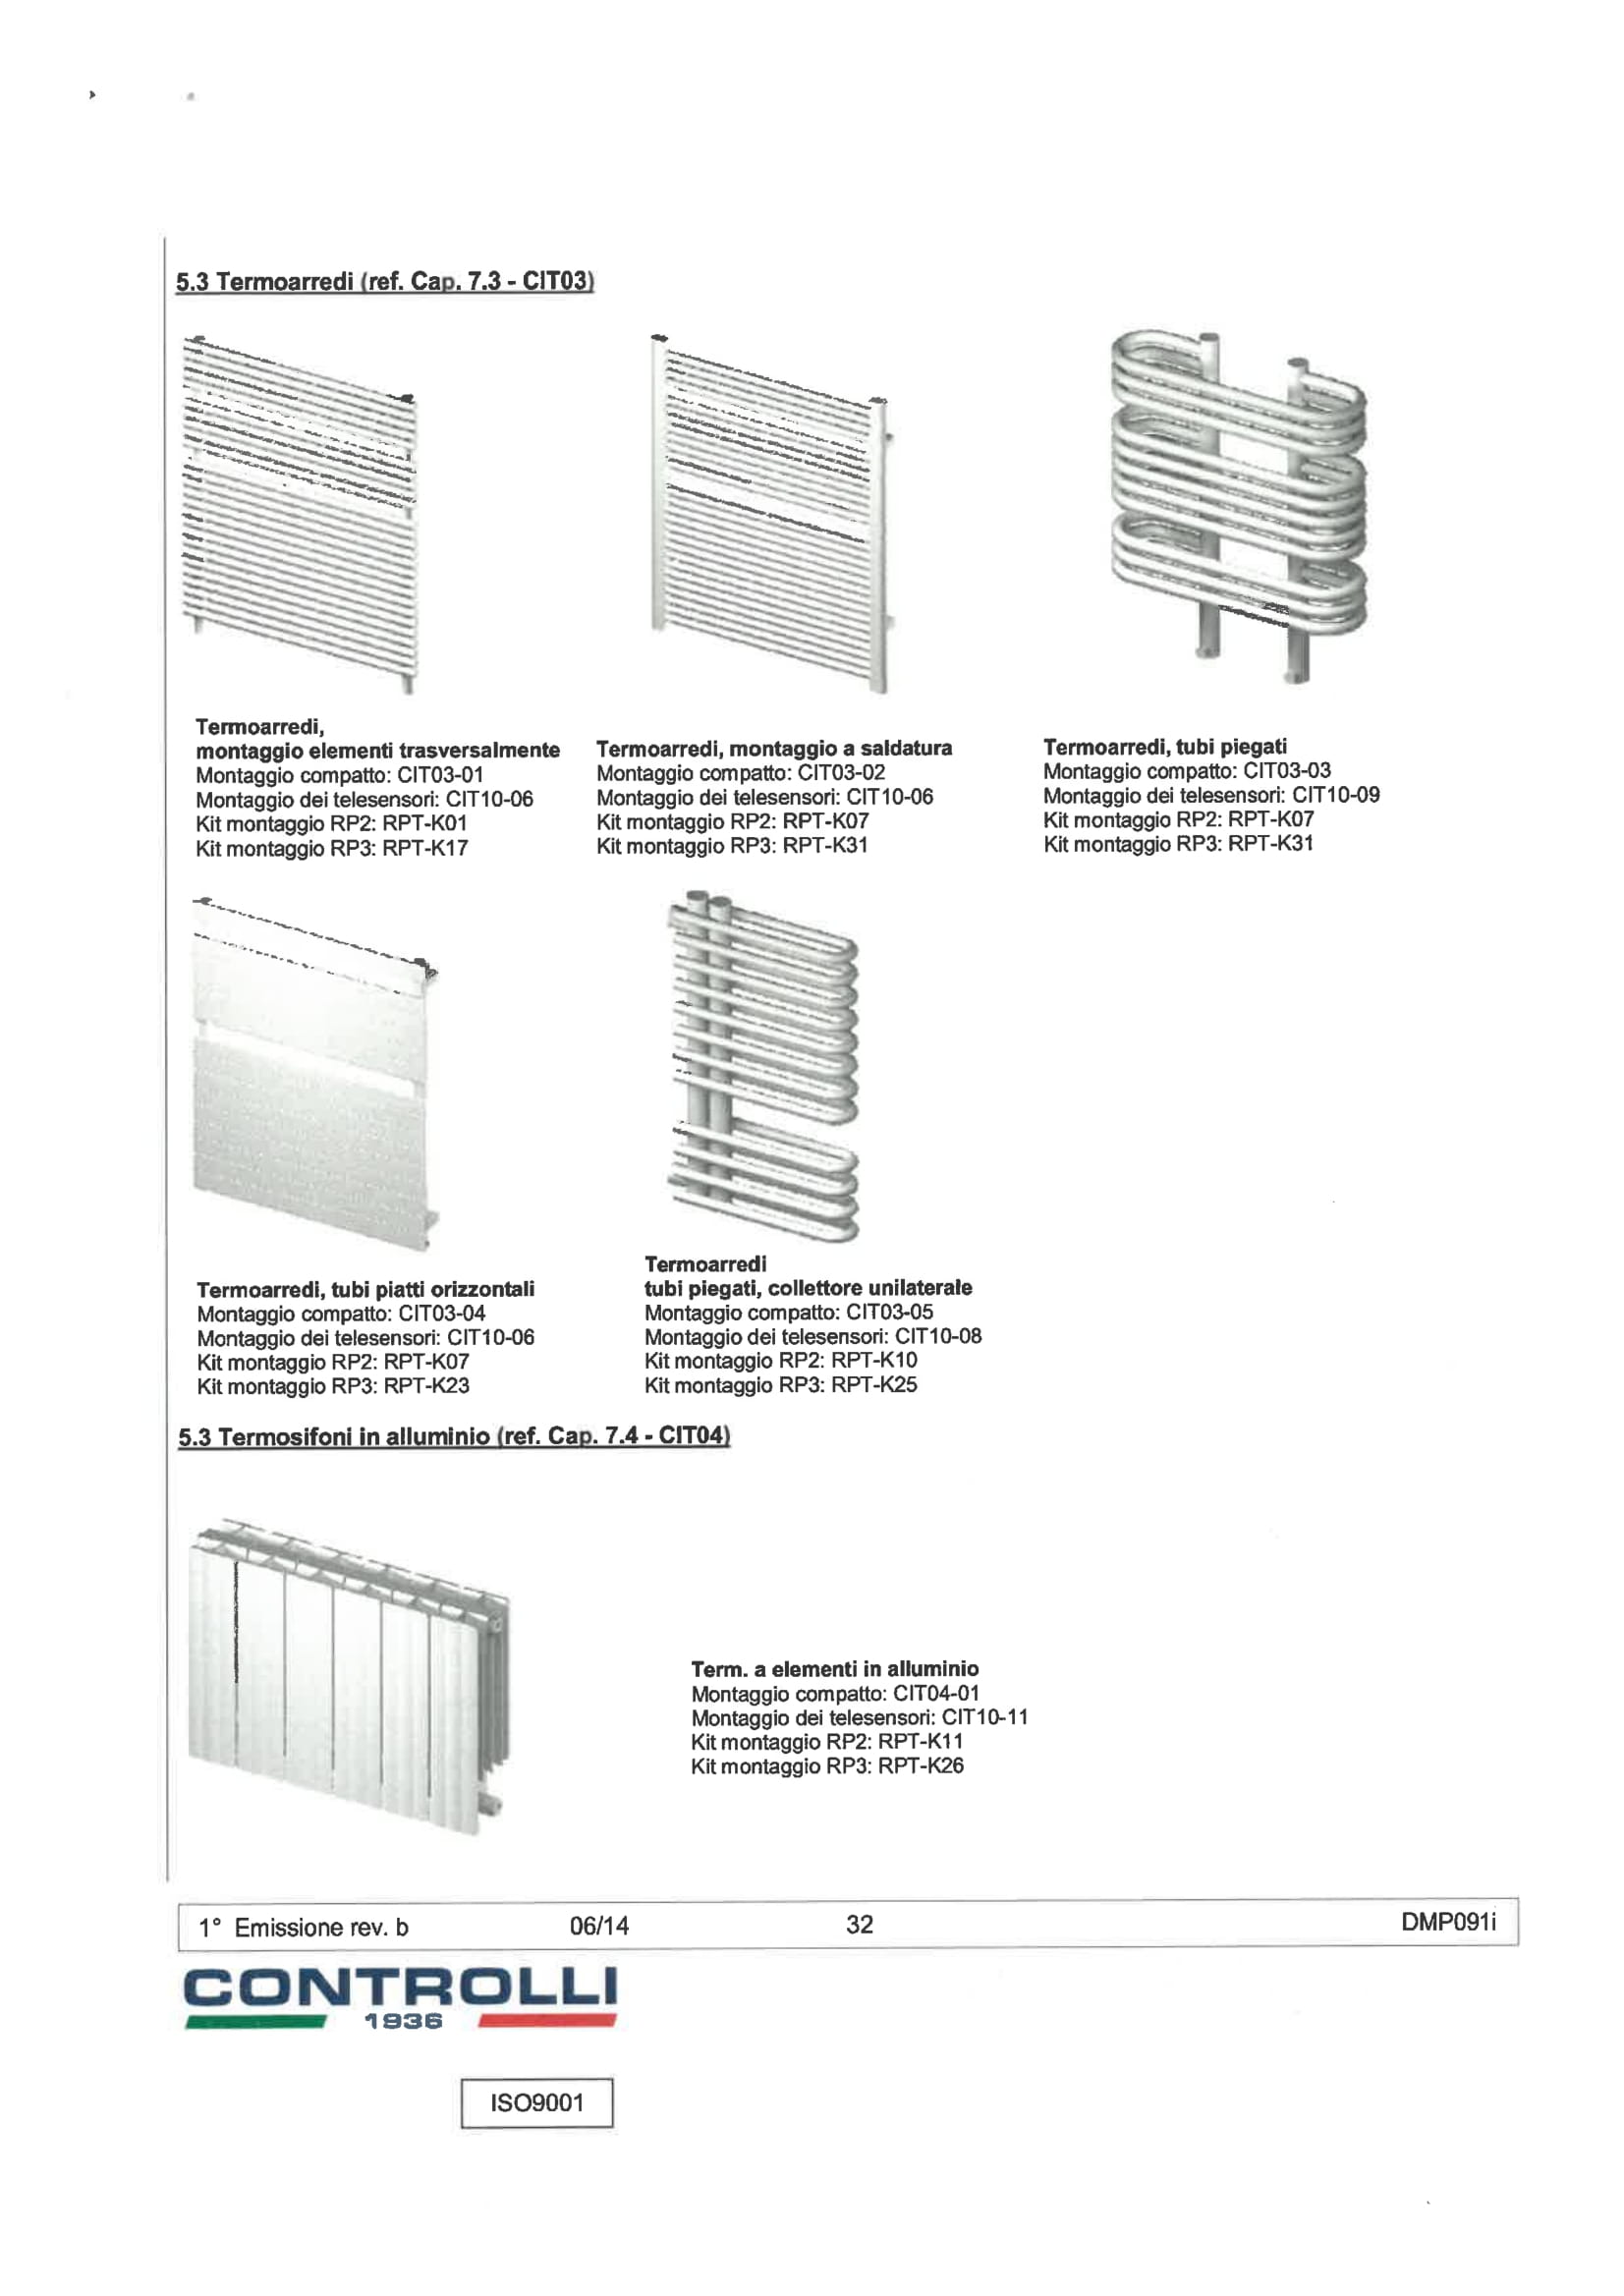 5.3 Termoarredi (ref. Cap. 7.3 - CIT03)
Termoarredi,
montaggio elementi trasversalmente
Montaggio compatto: CIT03-01
Montaggio dei telesensori: CIT10-06
Kit montaggio RP2: RPT-K01
Kit montaggio RP3: RPT-K17
Termoarredi, montaggio a saldatura
Montaggio compatto: CIT03-02
Montaggio dei telesensori: CIT10-06
Kit montaggio RP2: RPT-K07
Kit montaggio RP3: RPT-K31
Termoarredi, tubi piegati
Montaggio compatto: CIT03-03
Montaggio dei telesensori: CIT10-09
Kit montaggio RP2: RPT-K07
Kit montaggio RP3: RPT-K31
Termoarredi, tubi piatti orizzontali
Montaggio compatto: CIT03-04
Montaggio dei telesensori: CIT10-06
Kit montaggio RP2: RPT-K07
Kit montaggio RP3: RPT-K23
Termoarredi
tubi piegati, collettore unilaterale
Montaggio compatto: CIT03-05
Montaggio dei telesensori: CIT10-08
Kit montaggio RP2: RPT-K10
Kit montaggio RP3: RPT-K25
5.3 Termosifoni in alluminio (ref. Cap. 7.4 - CIT04)
Term. a elementi in alluminio
Montaggio compatto: CIT04-01
Montaggio dei telesensori: CIT10-11
Kit montaggio RP2: RPT-K11
Kit montaggio RP3: RPT-K26
1° Emissione rev. b 06/14 32 DMP091i
CONTROLLI
1936
ISO9001